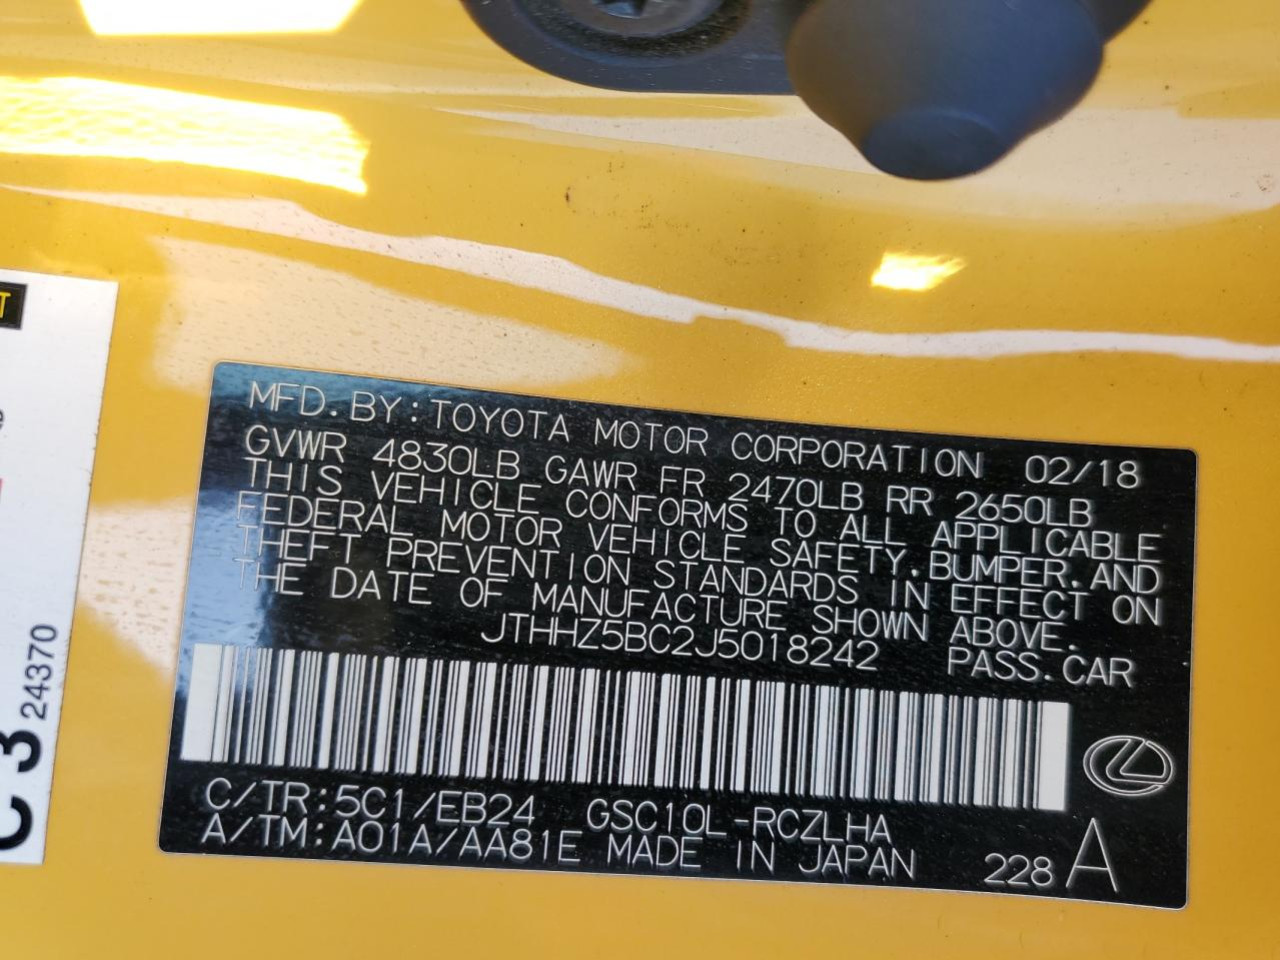 MFD.BY:TOYOTA MOTOR CORPORATION 02/18
GVWR 4830LB GAWR FR 2470LB RR 2650LB
THIS VEHICLE CONFORMS TO ALL APPLICABLE
FEDERAL MOTOR VEHICLE SAFETY.BUMPER.AND
THEFT PREVENTION STANDARDS IN EFFECT ON
THE DATE OF MANUFACTURE SHOWN ABOVE.
JTHHZ5BC2J5018242 PASS.CAR
C/TR:5C1/EB24 GSC10L-RCZLHA
A/TM:A01A/AA81E MADE IN JAPAN 228 A
24370